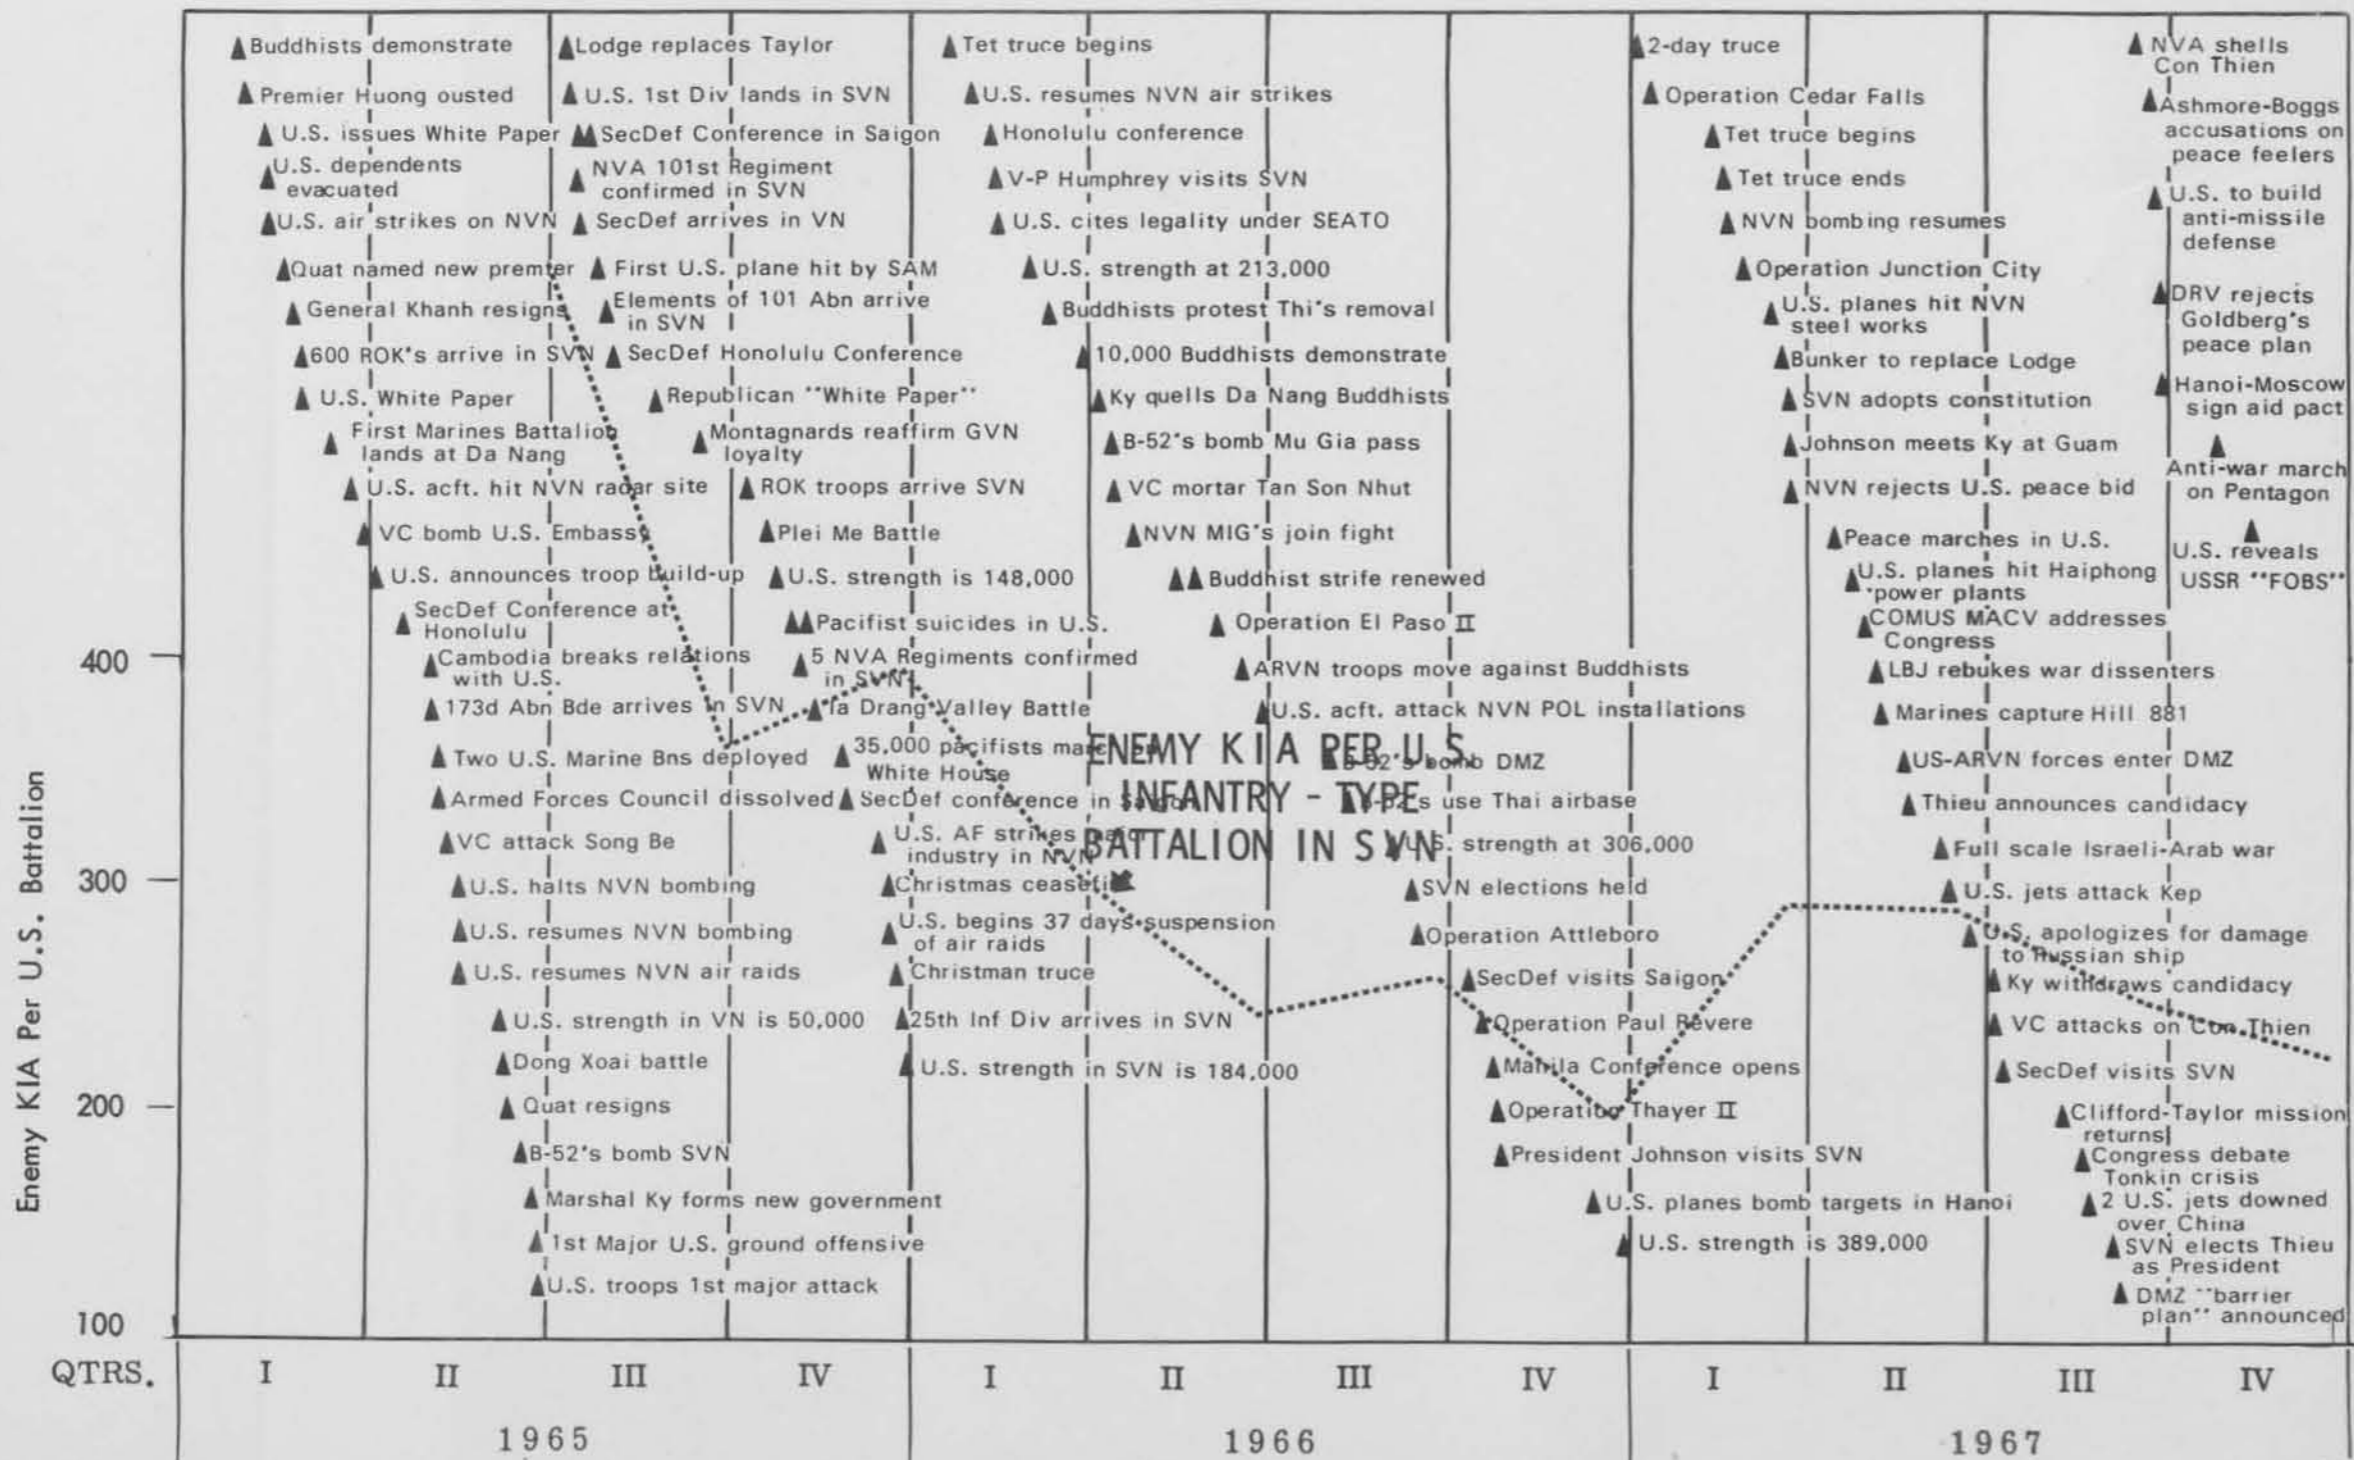 Buddhists demonstrate
Premier Huong ousted
U.S. issues White Paper
U.S. dependents
evacuated
U.S. air strikes on NVN
Quat named new premier
General Khanh resigns
600 ROK's arrive in SVN
U.S. White Paper
First Marines Battalion
lands at Da Nang
U.S. acft. hit NVN radar site
VC bomb U.S. Embassy
U.S. announces troop build-up
SecDef Conference at
Honolulu
Cambodia breaks relations
with U.S.
173d Abn Bde arrives in SVN
Two U.S. Marine Bns deployed
Armed Forces Council dissolved
VC attack Song Be
U.S. halts NVN bombing
U.S. resumes NVN bombing
U.S. resumes NVN air raids
U.S. strength in VN is 50,000
Dong Xoai battle
Quat resigns
B-52's bomb SVN
Marshal Ky forms new government
1st Major U.S. ground offensive
U.S. troops 1st major attack
Lodge replaces Taylor
U.S. 1st Div lands in SVN
SecDef Conference in Saigon
NVA 101st Regiment
confirmed in SVN
SecDef arrives in VN
First U.S. plane hit by SAM
Elements of 101 Abn arrive
in SVN
SecDef Honolulu Conference
Republican "White Paper"
Montagnards reaffirm GVN
loyalty
ROK troops arrive SVN
Plei Me Battle
U.S. strength is 148,000
Pacifist suicides in U.S.
5 NVA Regiments confirmed
in SVN
Ia Drang Valley Battle
35,000 pacifists march
White House
SecDef conference in Saigon
U.S. AF strikes major
industry in NVN
Christmas ceasefire
U.S. begins 37 days suspension
of air raids
Christman truce
25th Inf Div arrives in SVN
U.S. strength in SVN is 184,000
Tet truce begins
U.S. resumes NVN air strikes
Honolulu conference
V-P Humphrey visits SVN
U.S. cites legality under SEATO
U.S. strength at 213,000
Buddhists protest Thi's removal
10,000 Buddhists demonstrate
Ky quells Da Nang Buddhists
B-52's bomb Mu Gia pass
VC mortar Tan Son Nhut
NVN MIG's join fight
Buddhist strife renewed
Operation El Paso II
ARVN troops move against Buddhists
U.S. acft. attack NVN POL installations
B-52's bomb DMZ
B-52's use Thai airbase
U.S. strength at 306,000
SVN elections held
Operation Attleboro
SecDef visits Saigon
Operation Paul Revere
Manila Conference opens
Operation Thayer II
President Johnson visits SVN
U.S. planes bomb targets in Hanoi
U.S. strength is 389,000
ENEMY KIA PER U.S.
INFANTRY - TYPE
BATTALION IN SVN
2-day truce
Operation Cedar Falls
Tet truce begins
Tet truce ends
NVN bombing resumes
Operation Junction City
U.S. planes hit NVN
steel works
Bunker to replace Lodge
SVN adopts constitution
Johnson meets Ky at Guam
NVN rejects U.S. peace bid
Peace marches in U.S.
U.S. planes hit Haiphong
power plants
COMUS MACV addresses
Congress
LBJ rebukes war dissenters
Marines capture Hill 881
US-ARVN forces enter DMZ
Thieu announces candidacy
Full scale Israeli-Arab war
U.S. jets attack Kep
U.S. apologizes for damage
to Russian ship
Ky withdraws candidacy
VC attacks on Con Thien
SecDef visits SVN
Clifford-Taylor mission
returns
Congress debate
Tonkin crisis
2 U.S. jets downed
over China
SVN elects Thieu
as President
DMZ "barrier
plan" announced
NVA shells
Con Thien
Ashmore-Boggs
accusations on
peace feelers
U.S. to build
anti-missile
defense
DRV rejects
Goldberg's
peace plan
Hanoi-Moscow
sign aid pact
Anti-war march
on Pentagon
U.S. reveals
USSR "FOBS"
Enemy KIA Per U.S. Battalion
400
300
200
100
QTRS. I II III IV I II III IV I II III IV
1965 1966 1967